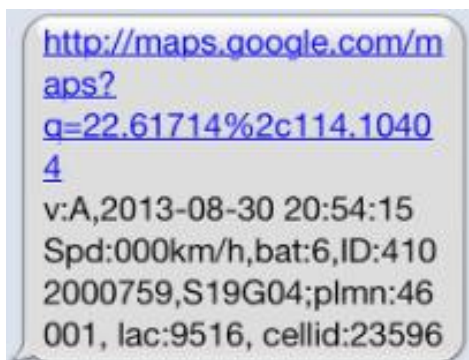 http://maps.google.com/m
aps?
q=22.61714%2c114.1040
4
v:A,2013-08-30 20:54:15
Spd:000km/h,bat:6,ID:410
2000759,S19G04;plmn:46
001, lac:9516, cellid:23596